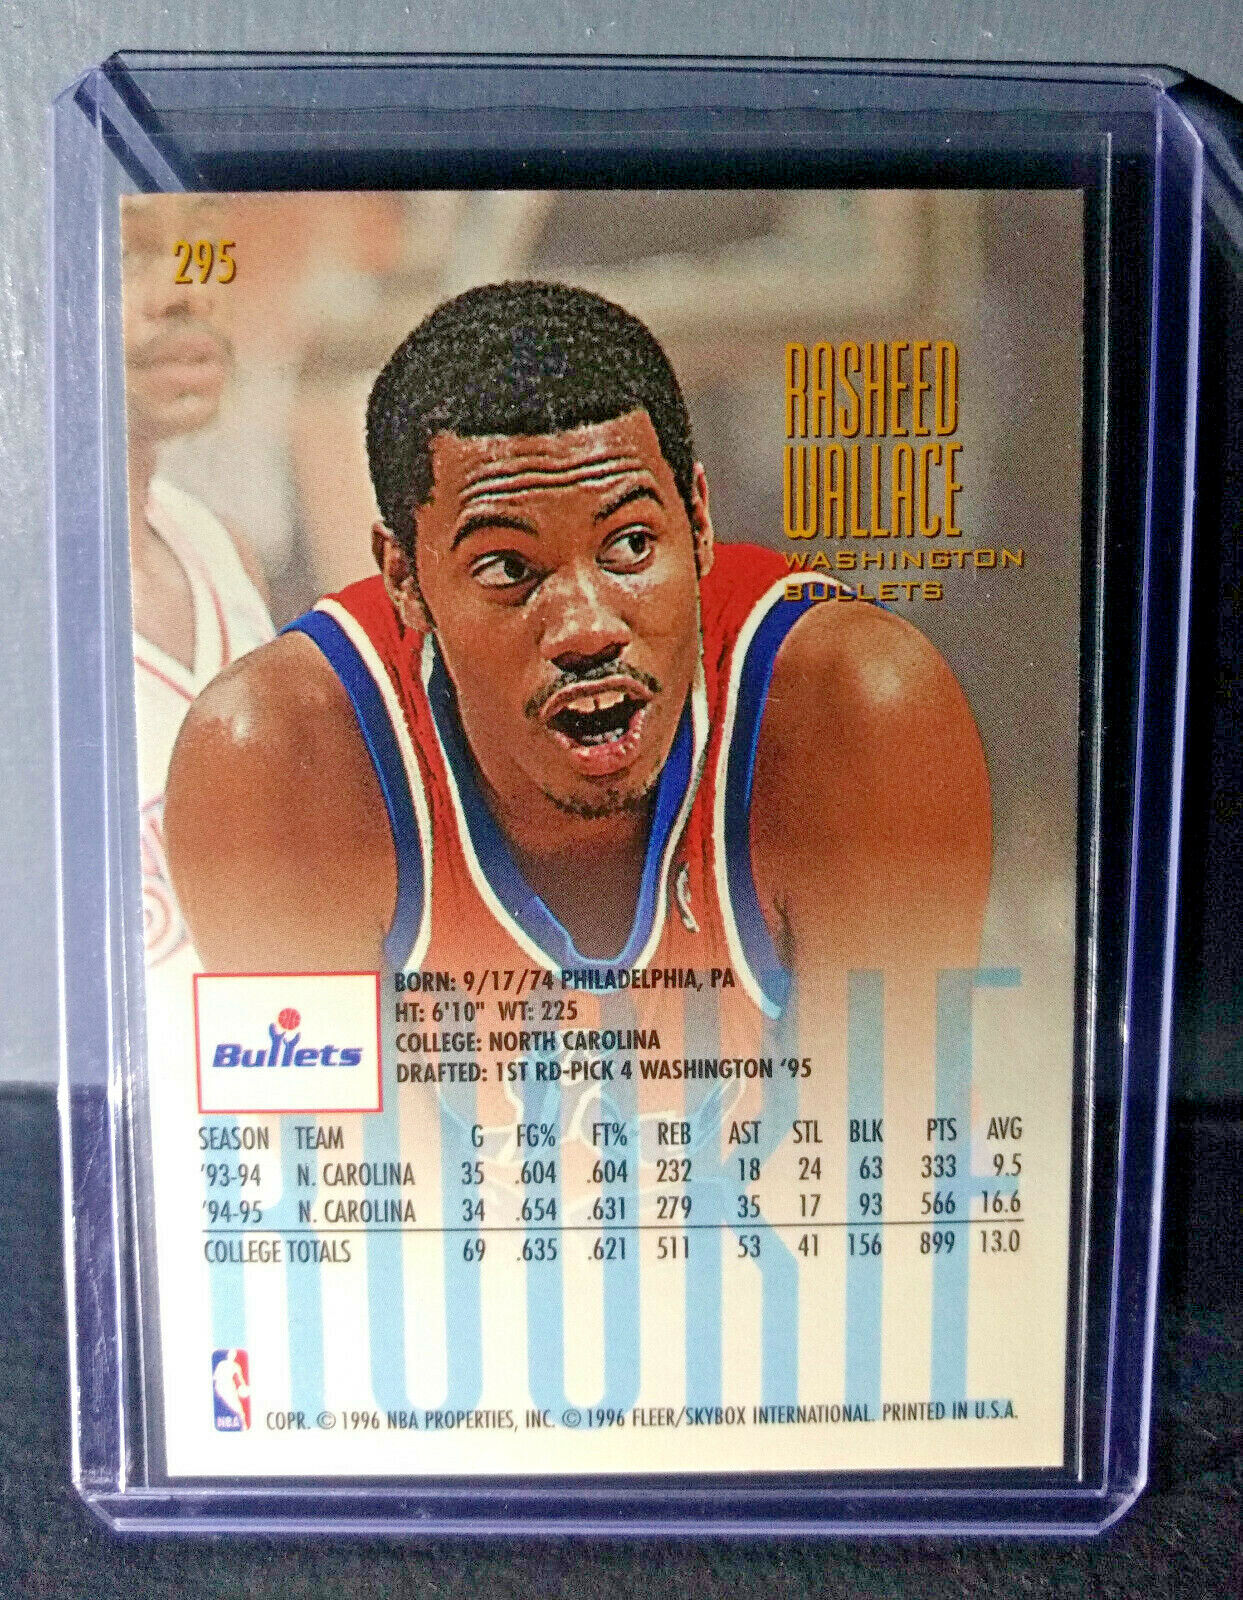 295
RASHEED
WALLACE
WASHINGTON
BULLETS
Bullets
BORN: 9/17/74 PHILADELPHIA, PA
HT: 6'10" WT: 225
COLLEGE: NORTH CAROLINA
DRAFTED: 1ST RD-PICK 4 WASHINGTON '95
ROOKIE
SEASON TEAM G FG% FT% REB AST STL BLK PTS AVG
'93-94 N. CAROLINA 35 .604 .604 232 18 24 63 333 9.5
'94-95 N. CAROLINA 34 .654 .631 279 35 17 93 566 16.6
COLLEGE TOTALS 69 .635 .621 511 53 41 156 899 13.0
NBA
COPR. © 1996 NBA PROPERTIES, INC. © 1996 FLEER/SKYBOX INTERNATIONAL. PRINTED IN U.S.A.